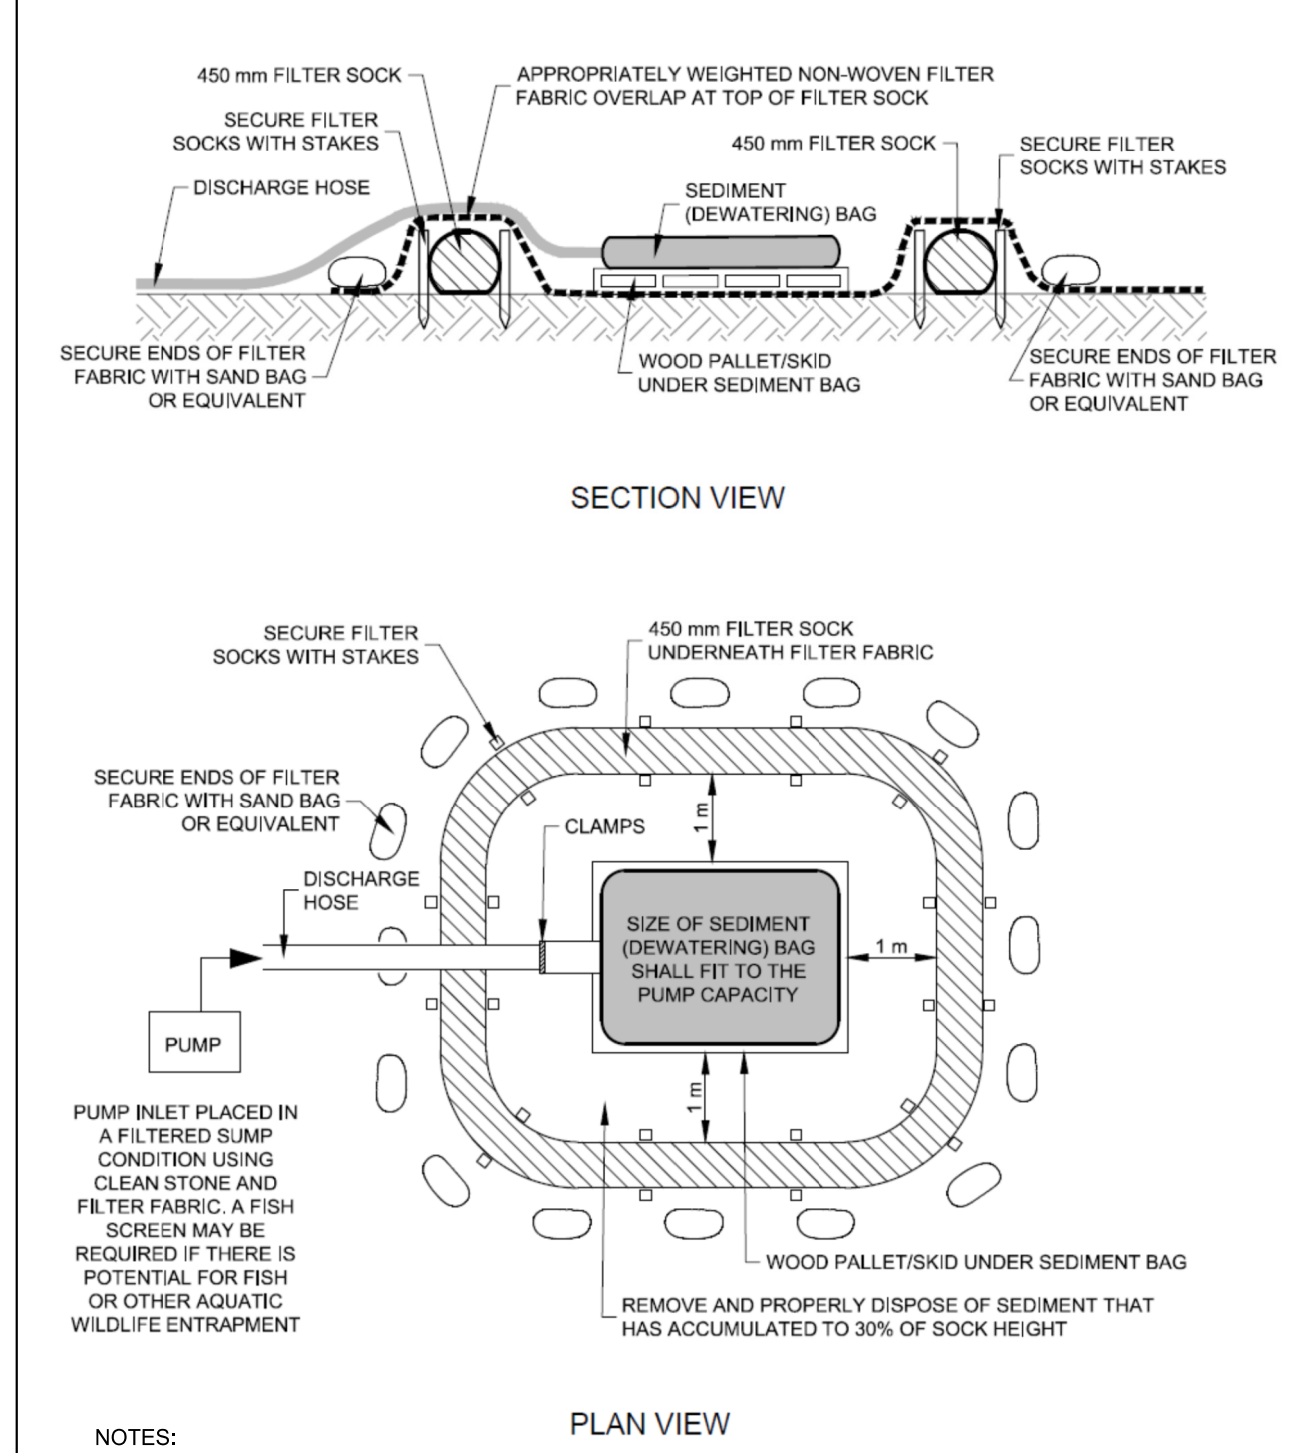 450 mm FILTER SOCK
APPROPRIATELY WEIGHTED NON-WOVEN FILTER
FABRIC OVERLAP AT TOP OF FILTER SOCK
SECURE FILTER
SOCKS WITH STAKES
450 mm FILTER SOCK
SECURE FILTER
SOCKS WITH STAKES
DISCHARGE HOSE
SEDIMENT
(DEWATERING) BAG
SECURE ENDS OF FILTER
FABRIC WITH SAND BAG
OR EQUIVALENT
WOOD PALLET/SKID
UNDER SEDIMENT BAG
SECURE ENDS OF FILTER
FABRIC WITH SAND BAG
OR EQUIVALENT
SECTION VIEW
SECURE FILTER
SOCKS WITH STAKES
450 mm FILTER SOCK
UNDERNEATH FILTER FABRIC
SECURE ENDS OF FILTER
FABRIC WITH SAND BAG
OR EQUIVALENT
CLAMPS
1 m
DISCHARGE
HOSE
SIZE OF SEDIMENT
(DEWATERING) BAG
SHALL FIT TO THE
PUMP CAPACITY
1 m
PUMP
1 m
PUMP INLET PLACED IN
A FILTERED SUMP
CONDITION USING
CLEAN STONE AND
FILTER FABRIC. A FISH
SCREEN MAY BE
REQUIRED IF THERE IS
POTENTIAL FOR FISH
OR OTHER AQUATIC
WILDLIFE ENTRAPMENT
WOOD PALLET/SKID UNDER SEDIMENT BAG
REMOVE AND PROPERLY DISPOSE OF SEDIMENT THAT
HAS ACCUMULATED TO 30% OF SOCK HEIGHT
PLAN VIEW
NOTES: